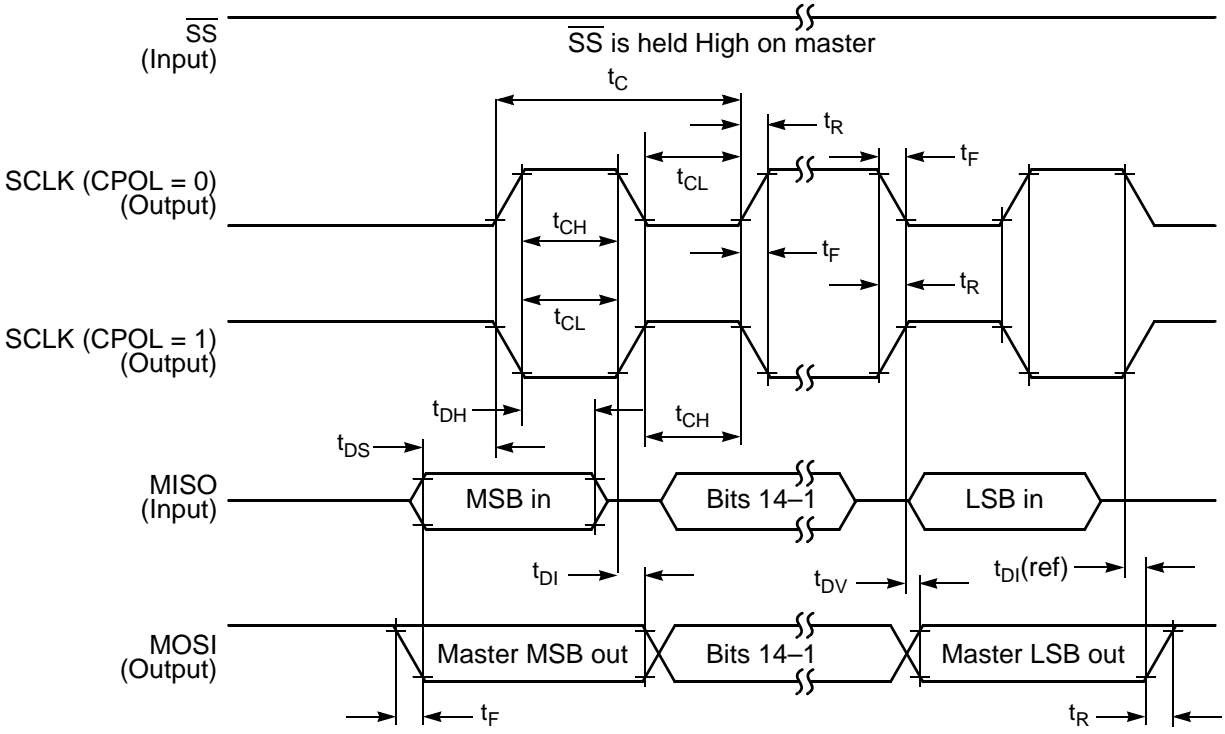 SS
(Input)
SS is held High on master
tC
tR
tF
SCLK (CPOL = 0)
(Output)
tCL
tCH
tF
tR
tCL
SCLK (CPOL = 1)
(Output)
tDH
tCH
tDS
MISO
(Input)
MSB in
Bits 14–1
LSB in
tDI
tDV
tDI(ref)
MOSI
(Output)
Master MSB out
Bits 14–1
Master LSB out
tF
tR